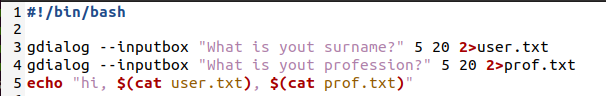 1 #!/bin/bash
2
3 gdialog --inputbox "What is yout surname?" 5 20 2>user.txt
4 gdialog --inputbox "What is yout profession?" 5 20 2>prof.txt
5 echo "hi, $(cat user.txt), $(cat prof.txt)"